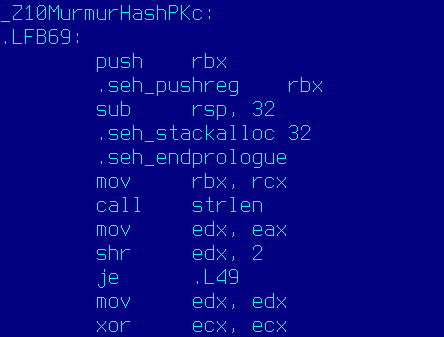 _Z10MurmurHashPKc:
.LFB69:
push rbx
.seh_pushreg rbx
sub rsp, 32
.seh_stackalloc 32
.seh_endprologue
mov rbx, rcx
call strlen
mov edx, eax
shr edx, 2
je .L49
mov edx, edx
xor ecx, ecx